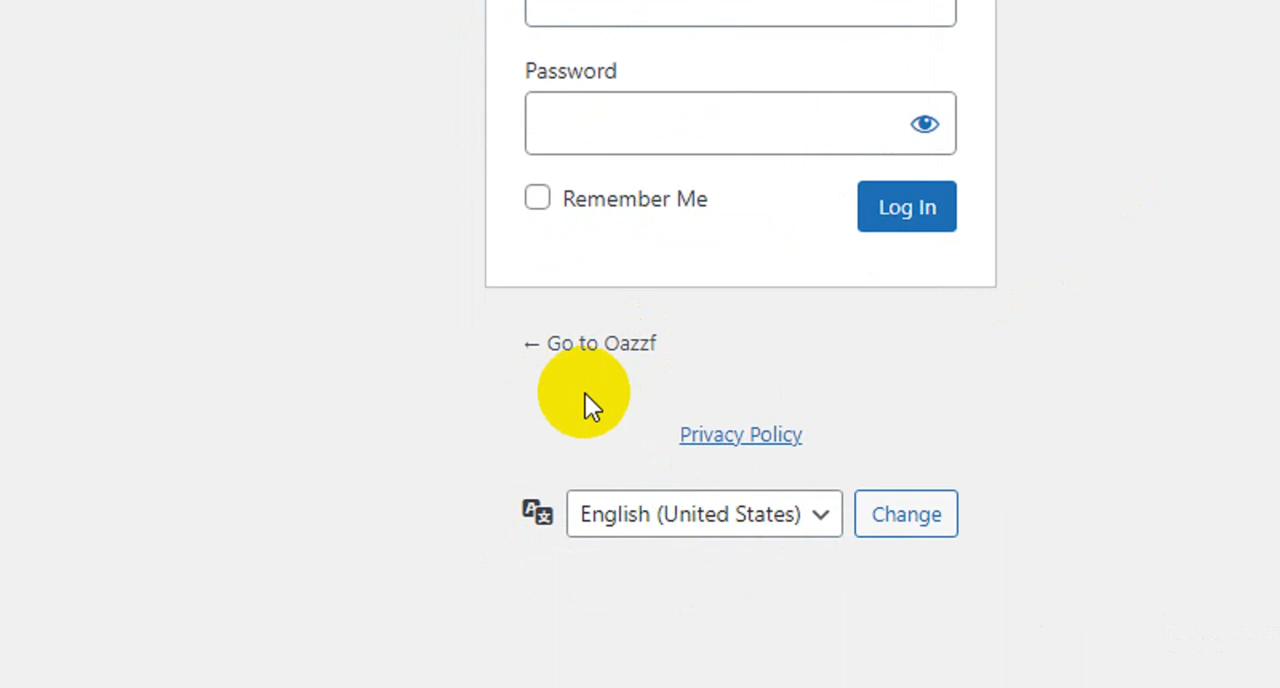 Password
Remember Me
Log In
← Go to Oazzf
Privacy Policy
English (United States)
Change